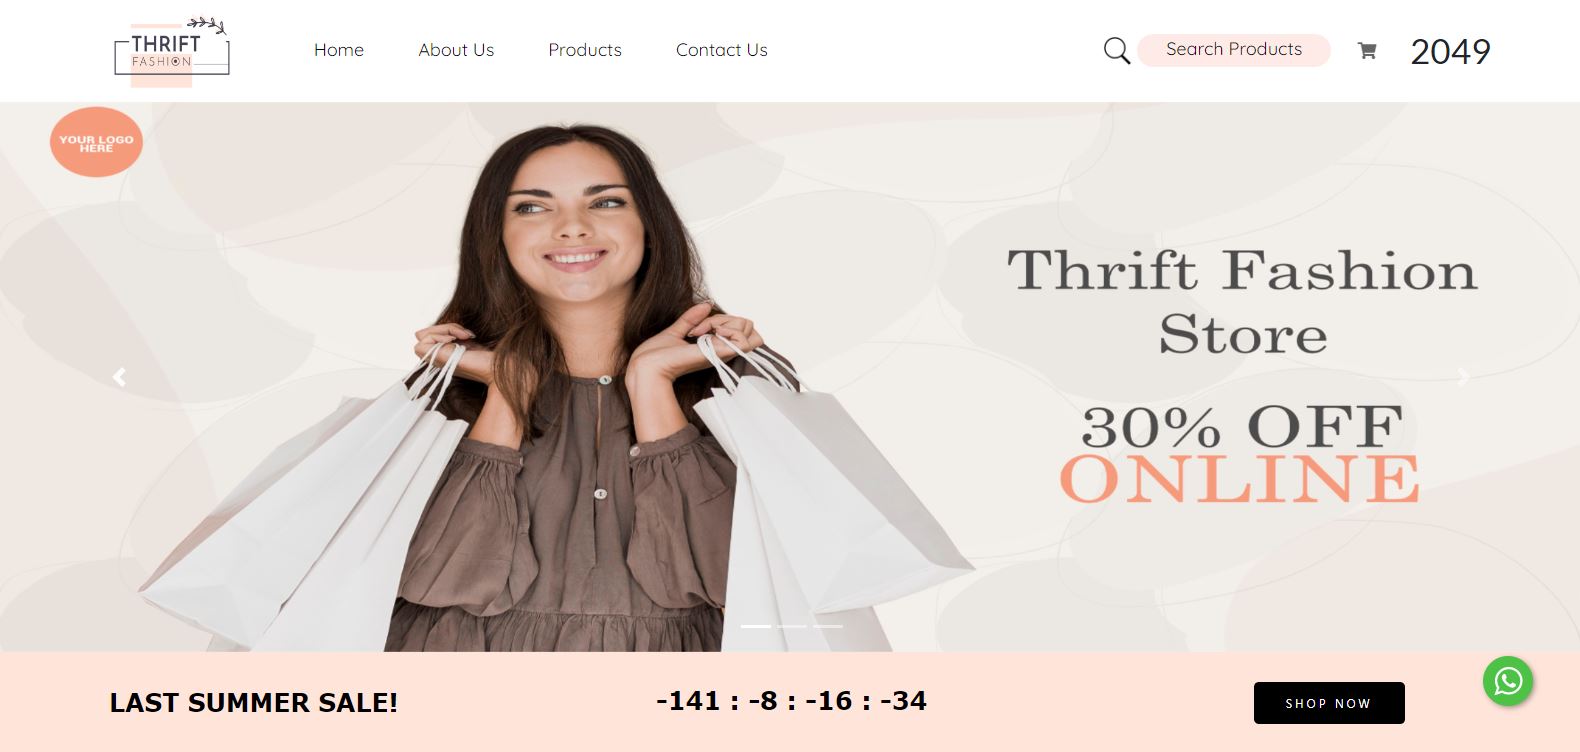 THRIFT
FASHION
Home
About Us
Products
Contact Us
Search Products
2049
YOUR LOGO
HERE
Thrift Fashion
Store
30% OFF
ONLINE
LAST SUMMER SALE!
-141 : -8 : -16 : -34
SHOP NOW